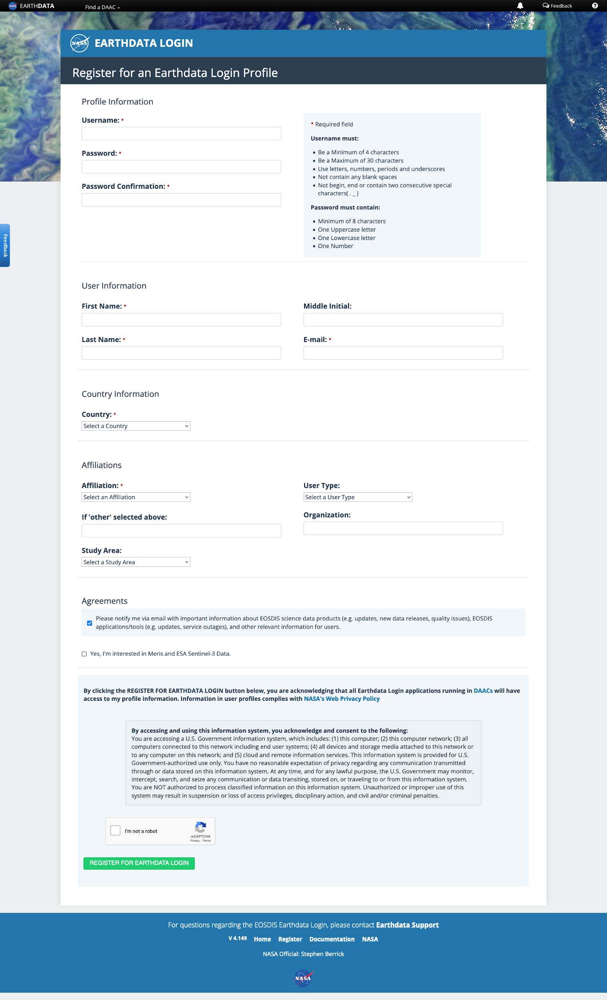 NASA EARTHDATA
Find a DAAC
Feedback
?
NASA EARTHDATA LOGIN
Register for an Earthdata Login Profile
Profile Information
Username: •
Password: •
Password Confirmation: •
• Required field
Username must:
▪ Be a Minimum of 4 characters
▪ Be a Maximum of 30 characters
▪ Use letters, numbers, periods and underscores
▪ Not contain any blank spaces
▪ Not begin, end or contain two consecutive special
characters( . _ )
Password must contain:
▪ Minimum of 8 characters
▪ One Uppercase letter
▪ One Lowercase letter
▪ One Number
Feedback
User Information
First Name: •
Middle Initial:
Last Name: •
E-mail: •
Country Information
Country: •
Select a Country
Affiliations
Affiliation: •
Select an Affiliation
User Type:
Select a User Type
If 'other' selected above:
Organization:
Study Area:
Select a Study Area
Agreements
Please notify me via email with important information about EOSDIS science data products (e.g. updates, new data releases, quality issues), EOSDIS
applications/tools (e.g. updates, service outages), and other relevant information for users.
Yes, I'm interested in Meris and ESA Sentinel-3 Data.
By clicking the REGISTER FOR EARTHDATA LOGIN button below, you are acknowledging that all Earthdata Login applications running in DAACs will have
access to my profile information. Information in user profiles complies with NASA's Web Privacy Policy
By accessing and using this information system, you acknowledge and consent to the following:
You are accessing a U.S. Government information system, which includes: (1) this computer; (2) this computer network; (3) all
computers connected to this network including end user systems; (4) all devices and storage media attached to this network or
to any computer on this network; and (5) cloud and remote information services. This information system is provided for U.S.
Government-authorized use only. You have no reasonable expectation of privacy regarding any communication transmitted
through or data stored on this information system. At any time, and for any lawful purpose, the U.S. Government may monitor,
intercept, search, and seize any communication or data transiting, stored on, or traveling to or from this information system.
You are NOT authorized to process classified information on this information system. Unauthorized or improper use of this
system may result in suspension or loss of access privileges, disciplinary action, and civil and/or criminal penalties.
I'm not a robot
reCAPTCHA
Privacy - Terms
REGISTER FOR EARTHDATA LOGIN
For questions regarding the EOSDIS Earthdata Login, please contact Earthdata Support
V 4.149 Home Register Documentation NASA
NASA Official: Stephen Berrick
NASA